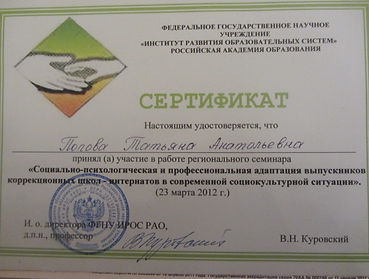 ФЕДЕРАЛЬНОЕ ГОСУДАРСТВЕННОЕ НАУЧНОЕ
УЧРЕЖДЕНИЕ
«ИНСТИТУТ РАЗВИТИЯ ОБРАЗОВАТЕЛЬНЫХ СИСТЕМ»
РОССИЙСКАЯ АКАДЕМИЯ ОБРАЗОВАНИЯ
СЕРТИФИКАТ
Настоящим удостоверяется, что
Попова Татьяна Анатольевна
принял (а) участие в работе регионального семинара
«Социально-психологическая и профессиональная адаптация выпускников
коррекционных школ - интернатов в современной социокультурной ситуации».
(23 марта 2012 г.)
И. о. директора ФГНУ ИРОС РАО,
д.п.н., профессор
В.Н. Куровский